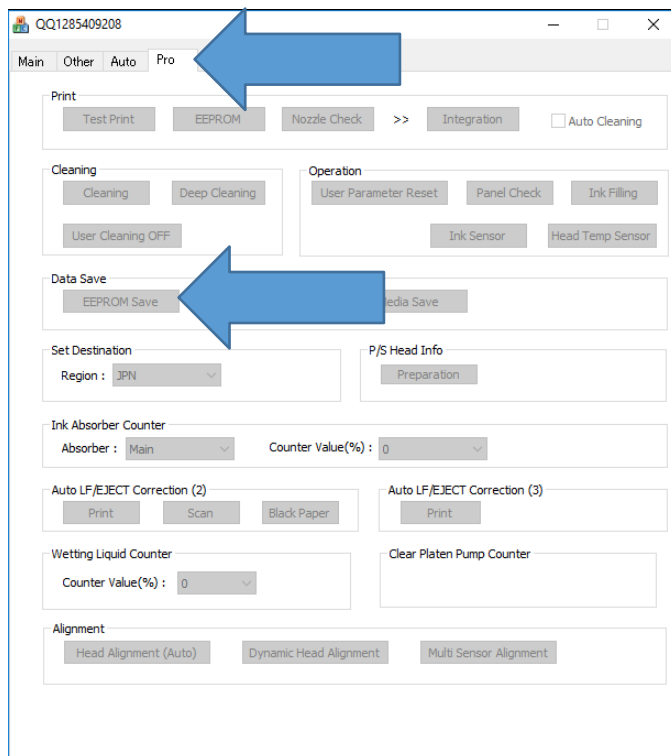 QQ1285409208
Main Other Auto Pro
Print
Test Print EEPROM Nozzle Check >> Integration Auto Cleaning
Cleaning
Cleaning Deep Cleaning
User Cleaning OFF
Operation
User Parameter Reset Panel Check Ink Filling
Ink Sensor Head Temp Sensor
Data Save
EEPROM Save edia Save
Set Destination
Region : JPN
P/S Head Info
Preparation
Ink Absorber Counter
Absorber : Main Counter Value(%) : 0
Auto LF/EJECT Correction (2)
Print Scan Black Paper
Auto LF/EJECT Correction (3)
Print
Wetting Liquid Counter
Counter Value(%) : 0
Clear Platen Pump Counter
Alignment
Head Alignment (Auto) Dynamic Head Alignment Multi Sensor Alignment